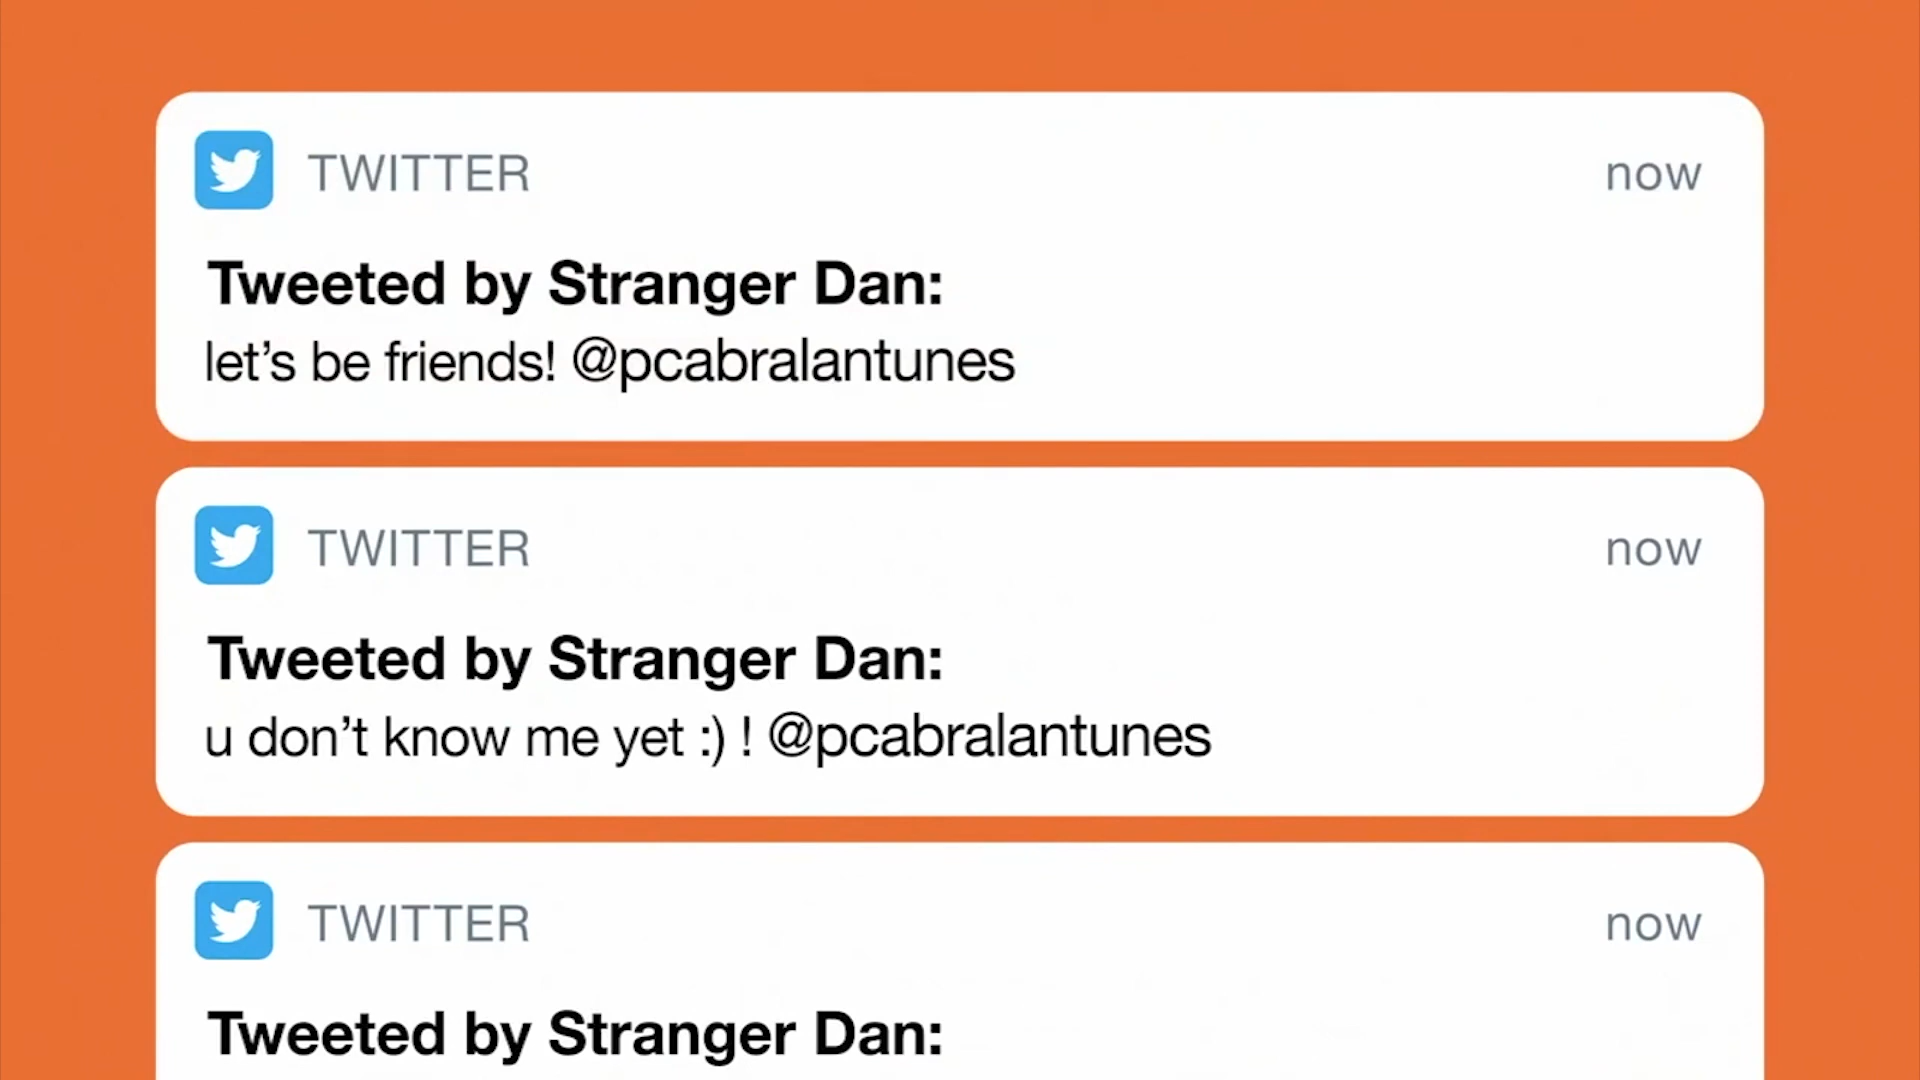 TWITTER now
Tweeted by Stranger Dan:
let’s be friends! @pcabralantunes
TWITTER now
Tweeted by Stranger Dan:
u don’t know me yet :) ! @pcabralantunes
TWITTER now
Tweeted by Stranger Dan: